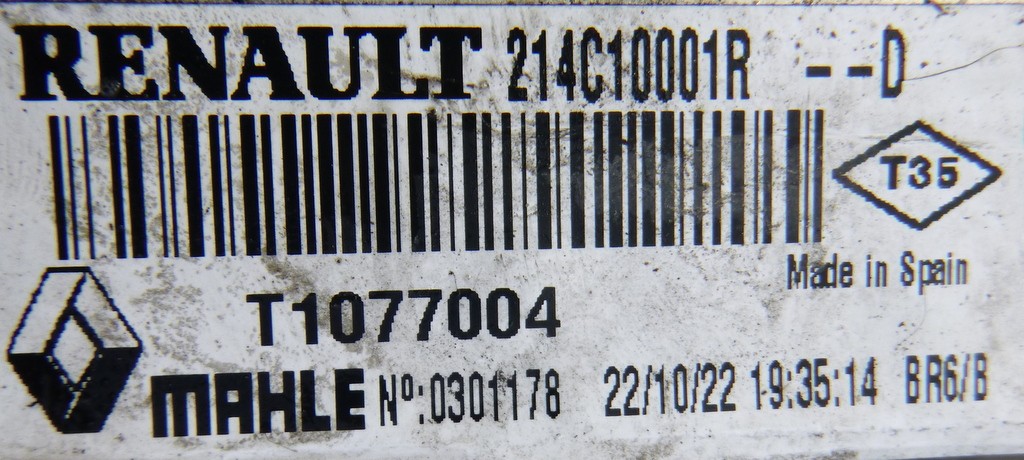 RENAULT 214C10001R --D
T35
Made in Spain
T1077004
MAHLE Nº:0301178 22/10/22 19:35:14 BR6/B